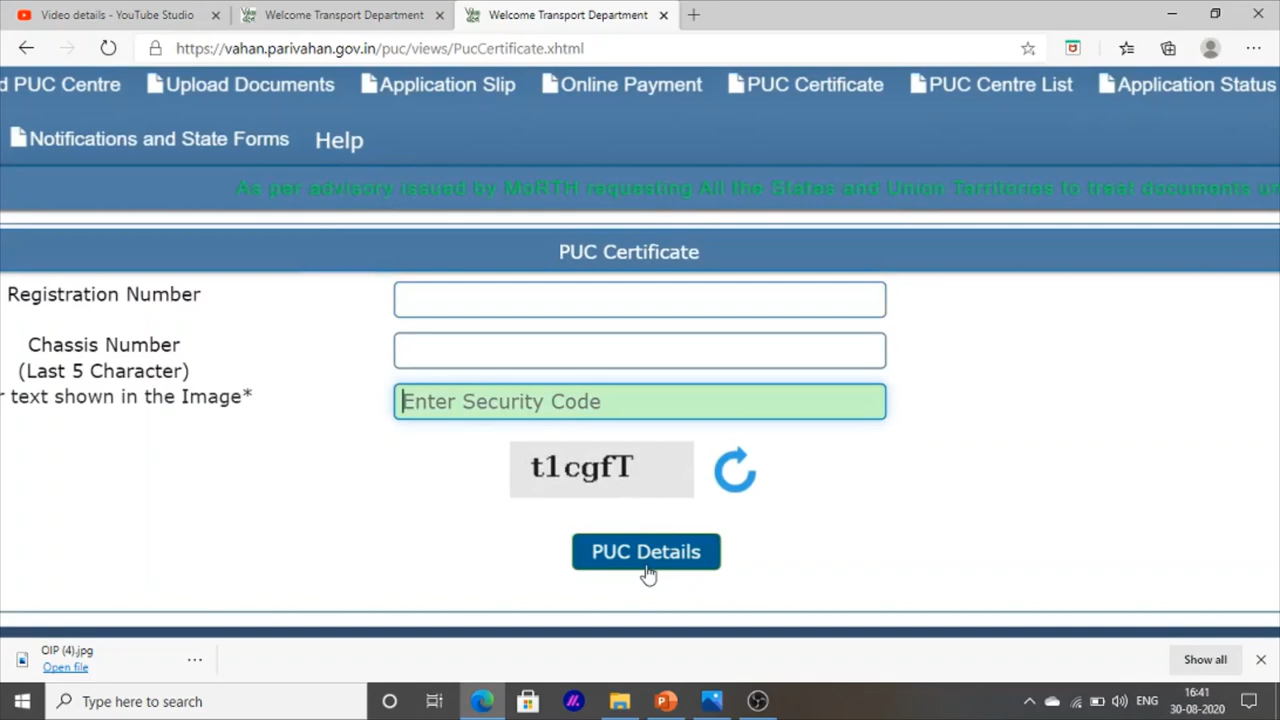 Video details - YouTube Studio
Welcome Transport Department
Welcome Transport Department
https://vahan.parivahan.gov.in/puc/views/PucCertificate.xhtml
d PUC Centre
Upload Documents
Application Slip
Online Payment
PUC Certificate
PUC Centre List
Application Status
Notifications and State Forms
Help
As per advisory issued by MoRTH requesting All the States and Union Territories to treat documents
PUC Certificate
Registration Number
Chassis Number
(Last 5 Character)
r text shown in the Image*
Enter Security Code
t1cgfT
PUC Details
OIP (4).jpg
Open file
Show all
Type here to search
ENG
16:41
30-08-2020